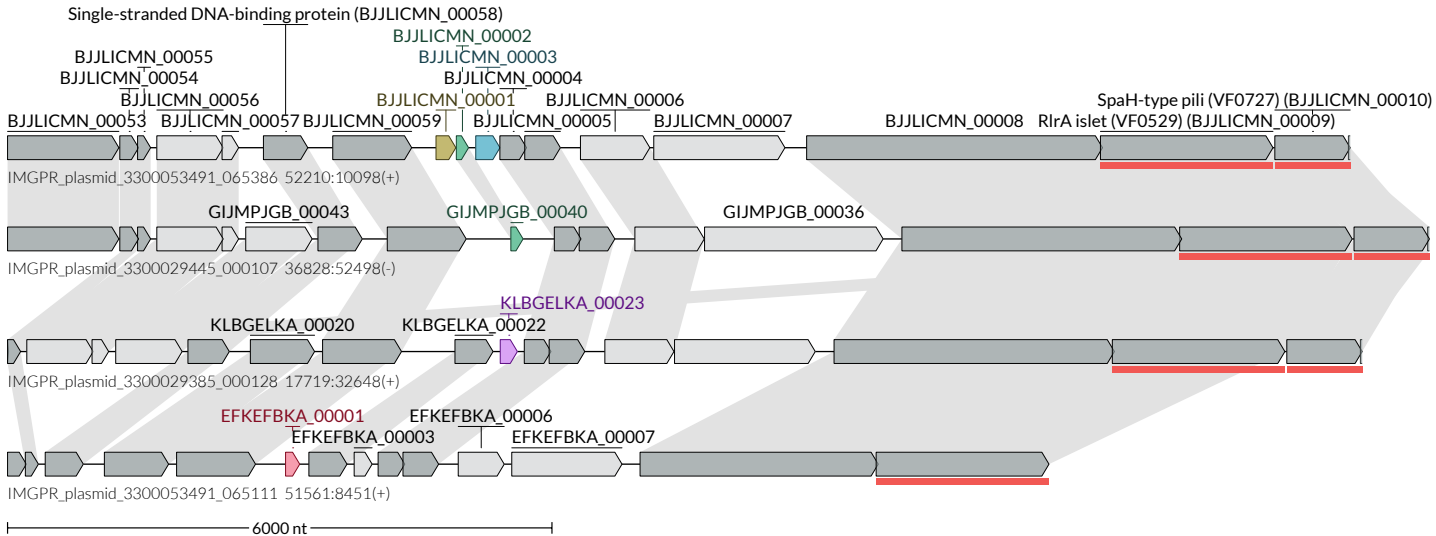 Single-stranded DNA-binding protein (BJJLICMN_00058)
BJJLICMN_00002
BJJLICMN_00055 BJJLICMN_00003
BJJLICMN_00054 BJJLICMN_00004
BJJLICMN_00056 BJJLICMN_00001 BJJLICMN_00006 SpaH-type pili (VF0727) (BJJLICMN_00010)
BJJLICMN_00053 BJJLICMN_00057 BJJLICMN_00059 BJJLICMN_00005 BJJLICMN_00007 BJJLICMN_00008 RlrA islet (VF0529) (BJJLICMN_00009)
IMGPR_plasmid_3300053491_065386 52210:10098(+)
GIJMPJGB_00043 GIJMPJGB_00040 GIJMPJGB_00036
IMGPR_plasmid_3300029445_000107 36828:52498(-)
KLBGELKA_00023
KLBGELKA_00020 KLBGELKA_00022
IMGPR_plasmid_3300029385_000128 17719:32648(+)
EFKEFBKA_00001 EFKEFBKA_00006
EFKEFBKA_00003 EFKEFBKA_00007
IMGPR_plasmid_3300053491_065111 51561:8451(+)
6000 nt